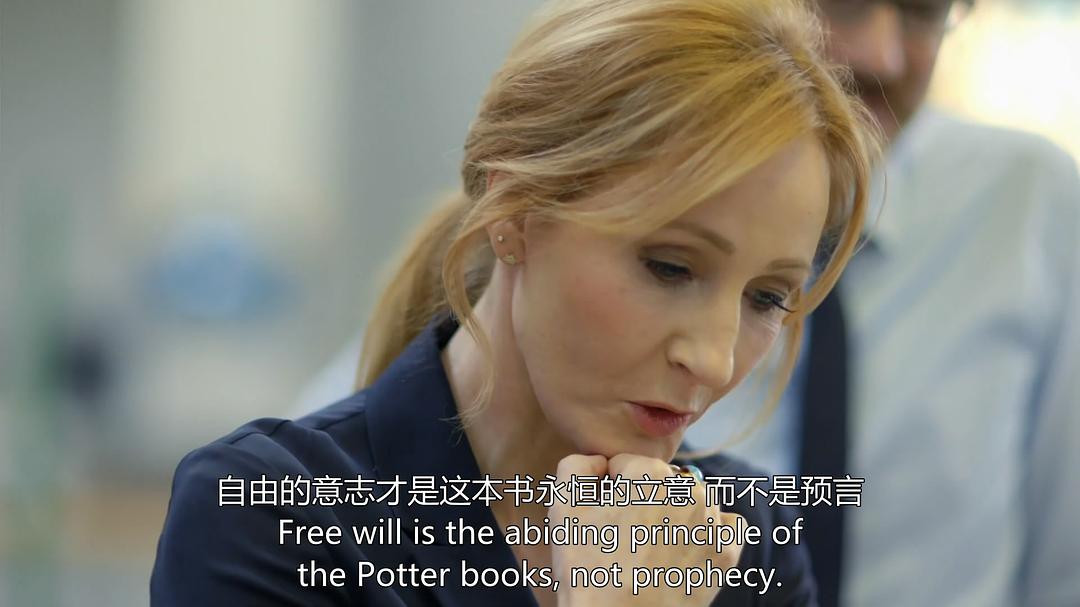 自由的意志才是这本书永恒的立意 而不是预言
Free will is the abiding principle of
the Potter books, not prophecy.